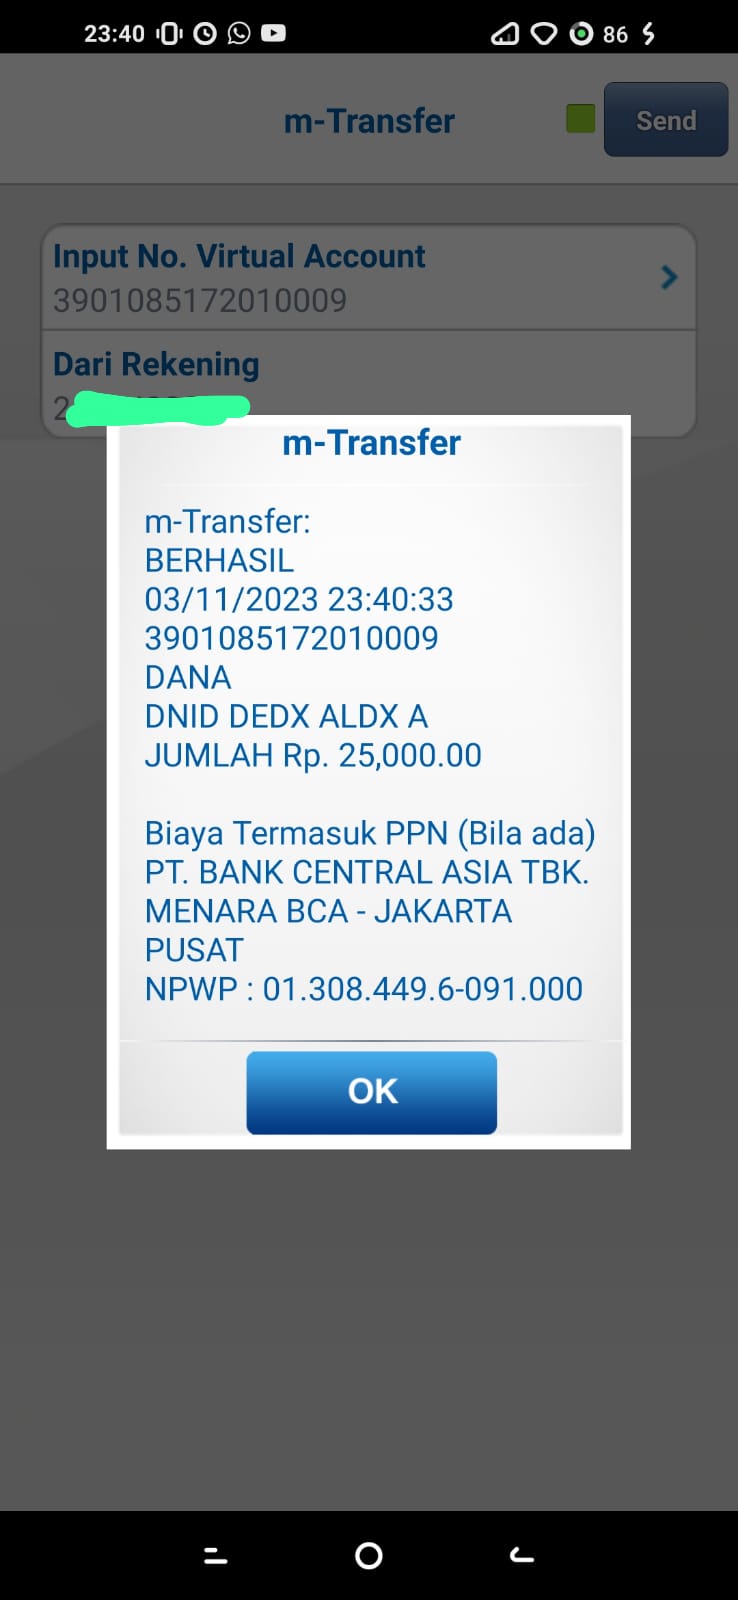 23:40 86
m-Transfer
Send
Input No. Virtual Account
3901085172010009
Dari Rekening
2
m-Transfer
m-Transfer:
BERHASIL
03/11/2023 23:40:33
3901085172010009
DANA
DNID DEDX ALDX A
JUMLAH Rp. 25,000.00
Biaya Termasuk PPN (Bila ada)
PT. BANK CENTRAL ASIA TBK.
MENARA BCA - JAKARTA
PUSAT
NPWP : 01.308.449.6-091.000
OK